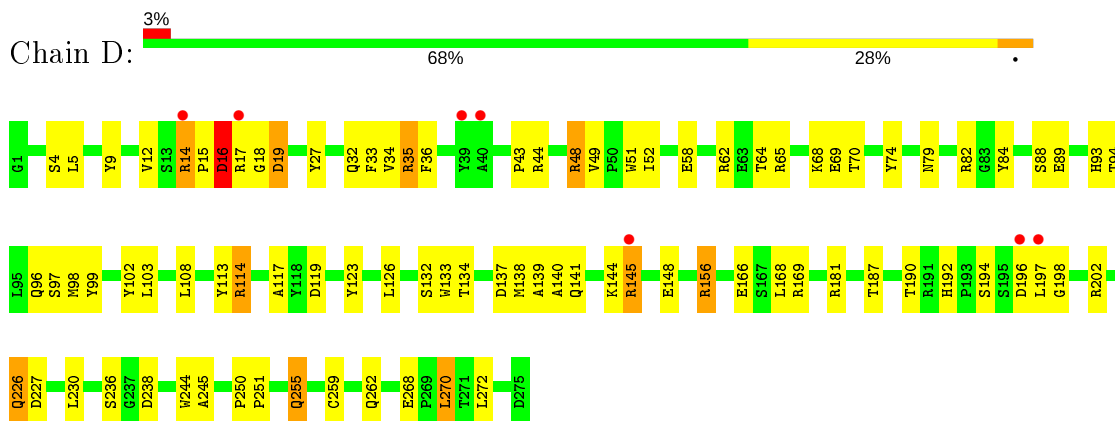 3%
Chain D:
68% 28% •
G1 S4 L5 Y9 V12 S13 R14 P15 D16 R17 G18 D19 Y27 Q32 F33 V34 R35 F36 Y39 A40 P43 R44 R48 V49 P50 W51 I52 E58 R62 E63 T64 R65 K68 E69 T70 Y74 N79 R82 G83 Y84 S88 E89 H93 T94
L95 Q96 S97 M98 Y99 Y102 L103 L108 Y113 R114 A117 Y118 D119 Y123 L126 S132 W133 T134 D137 M138 A139 A140 Q141 K144 R145 E148 R156 E166 S167 L168 R169 R181 T187 T190 R191 H192 P193 S194 S195 D196 L197 G198 R202
Q226 D227 L230 S236 G237 D238 W244 A245 P250 P251 Q255 C259 Q262 E268 P269 L270 T271 L272 D275